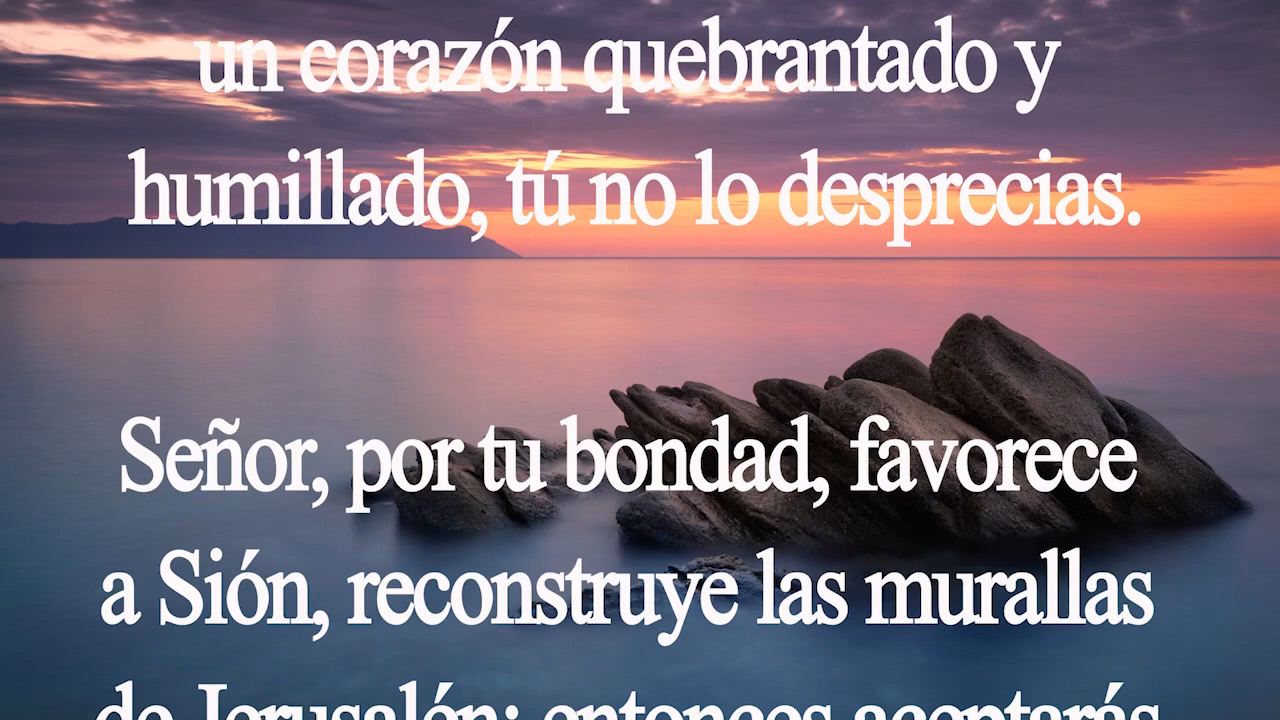 un corazón quebrantado y
humillado, tú no lo desprecias.
Señor, por tu bondad, favorece
a Sión, reconstruye las murallas
de Jerusalén: entonces aceptarás